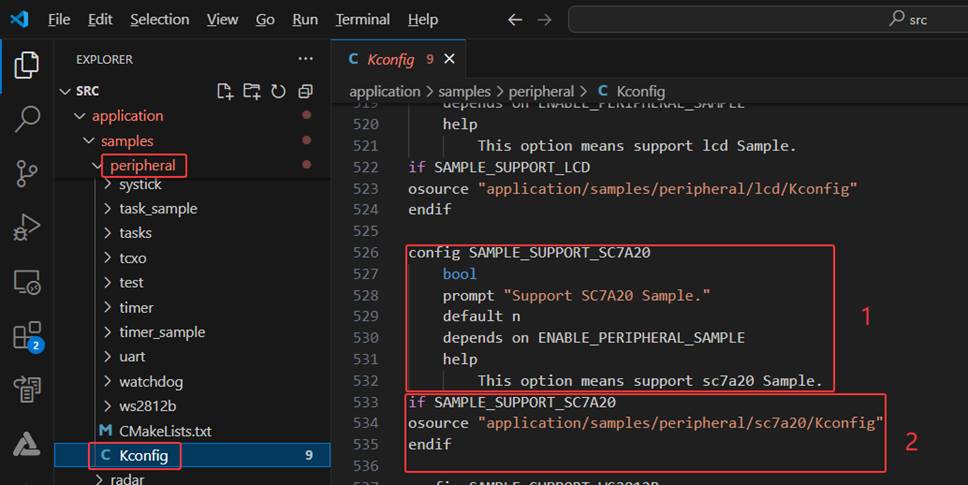 File Edit Selection View Go Run Terminal Help
src
EXPLORER
SRC
application
samples
peripheral
systick
task_sample
tasks
tcxo
test
timer
timer_sample
uart
watchdog
ws2812b
CMakeLists.txt
C Kconfig 9
radar
2
C Kconfig 9
application > samples > peripheral > C Kconfig
519 depends on ENABLE_PERIPHERAL_SAMPLE
520 help
521 This option means support lcd Sample.
522 if SAMPLE_SUPPORT_LCD
523 osource "application/samples/peripheral/lcd/Kconfig"
524 endif
525
526 config SAMPLE_SUPPORT_SC7A20
527 bool
528 prompt "Support SC7A20 Sample."
529 default n
530 depends on ENABLE_PERIPHERAL_SAMPLE
531 help
532 This option means support sc7a20 Sample.
533 if SAMPLE_SUPPORT_SC7A20
534 osource "application/samples/peripheral/sc7a20/Kconfig"
535 endif
536
537 config SAMPLE_SUPPORT_WS2812B
1
2